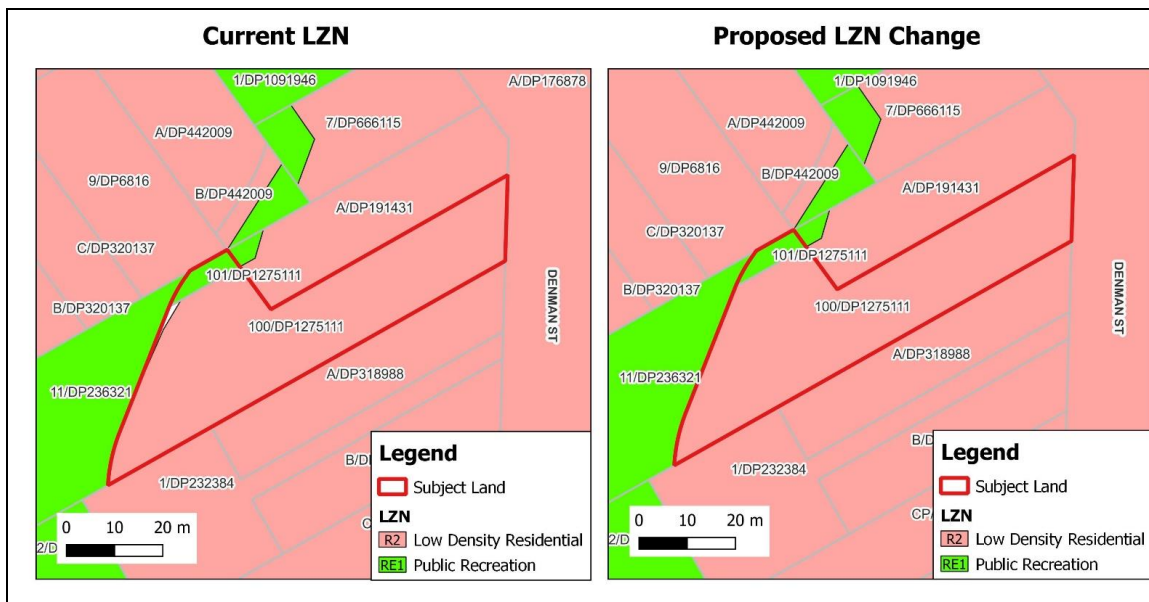 Current LZN
1/DP1091946
A/DP176878
A/DP442009
7/DP666115
9/DP6816
B/DP442009
A/DP191431
C/DP320137
101/DP1275111
B/DP320137
100/DP1275111
DENMAN ST
A/DP318988
11/DP236321
1/DP232384
Legend
Subject Land
LZN
R2 Low Density Residential
RE1 Public Recreation
0 10 20 m
Proposed LZN Change
1/DP1091946
A/DP442009
7/DP666115
9/DP6816
B/DP442009
A/DP191431
C/DP320137
101/DP1275111
B/DP320137
100/DP1275111
DENMAN ST
A/DP318988
11/DP236321
1/DP232384
Legend
Subject Land
LZN
R2 Low Density Residential
RE1 Public Recreation
0 10 20 m